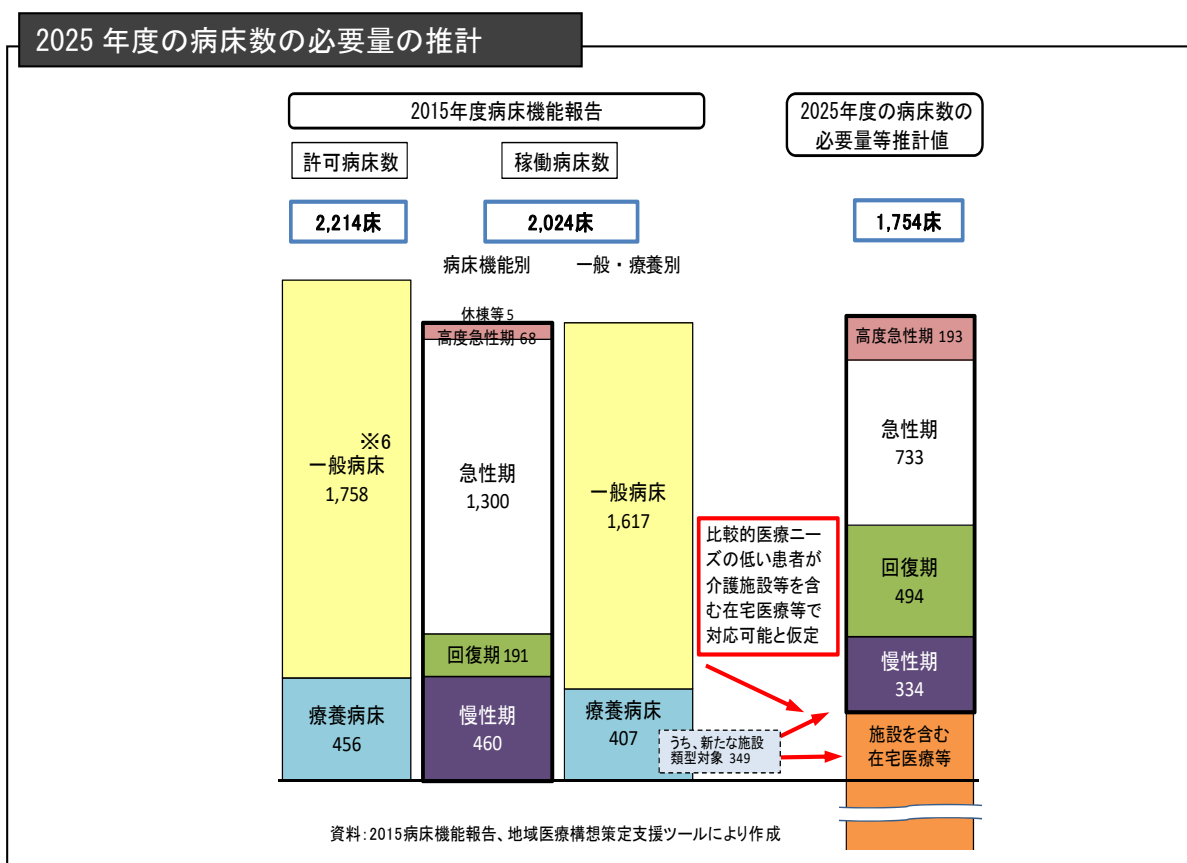 2025 年度の病床数の必要量の推計
2015年度病床機能報告
2025年度の病床数の
必要量等推計値
許可病床数
稼働病床数
2,214床
2,024床
1,754床
病床機能別
一般・療養別
休棟等 5
高度急性期 68
高度急性期 193
※6
一般病床
1,758
急性期
1,300
一般病床
1,617
急性期
733
比較的医療ニー
ズの低い患者が
介護施設等を含
む在宅医療等で
対応可能と仮定
回復期
494
回復期 191
慢性期
334
療養病床
456
慢性期
460
療養病床
407
うち、新たな施設
類型対象 349
施設を含む
在宅医療等
資料：2015病床機能報告、地域医療構想策定支援ツールにより作成